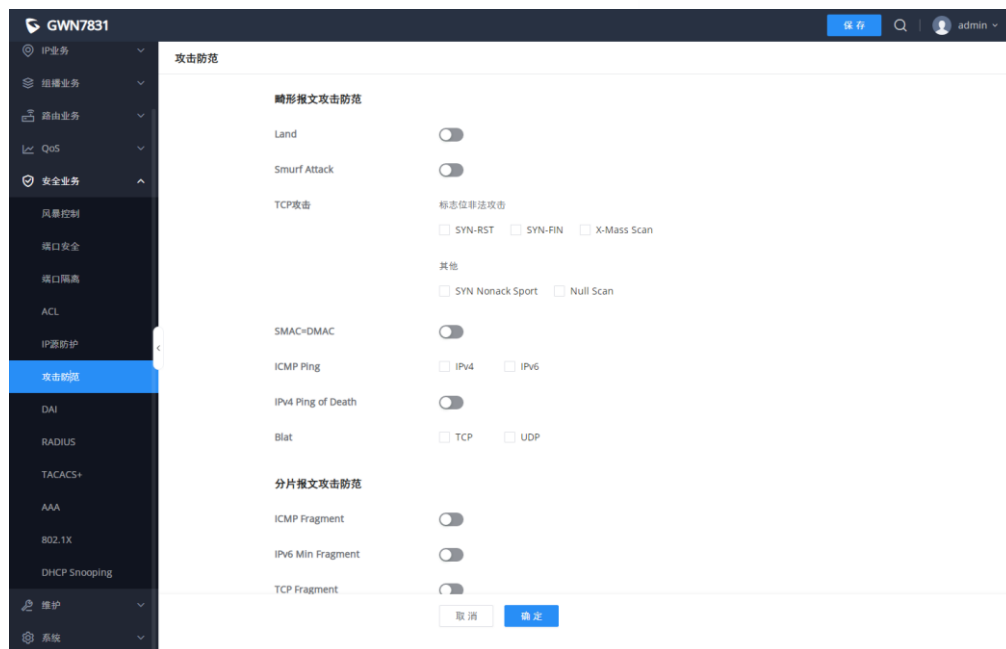 GWN7831
保存
admin
IP业务
组播业务
路由业务
QoS
安全业务
风暴控制
端口安全
端口隔离
ACL
IP源防护
攻击防范
DAI
RADIUS
TACACS+
AAA
802.1X
DHCP Snooping
维护
系统
攻击防范
畸形报文攻击防范
Land
Smurf Attack
TCP攻击
标志位非法攻击
SYN-RST SYN-FIN X-Mass Scan
其他
SYN Nonack Sport Null Scan
SMAC=DMAC
ICMP Ping IPv4 IPv6
IPv4 Ping of Death
Blat TCP UDP
分片报文攻击防范
ICMP Fragment
IPv6 Min Fragment
TCP Fragment
取消 确定